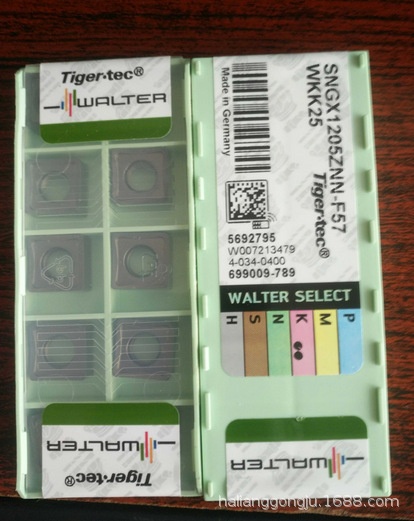 Tiger·tec®
WALTER
WALTER
Tiger·tec®
Made in Germany
SNGX1205ZNN-F57
WKK25
Tiger·tec®
5692795
W007213479
4-034-0400
699009-789
WALTER SELECT
H S N K M P
WALTER
hailianggongju.1688.com